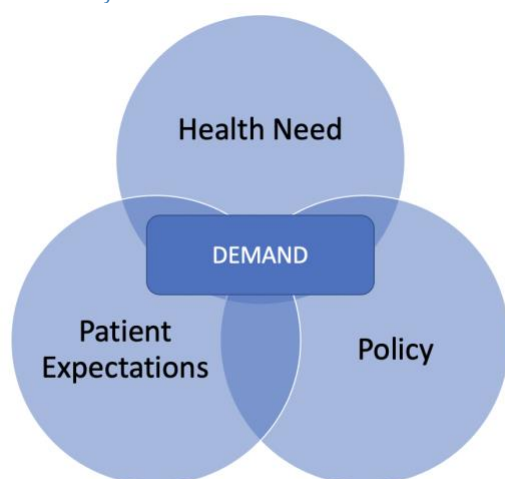 Health Need
DEMAND
Patient
Expectations
Policy